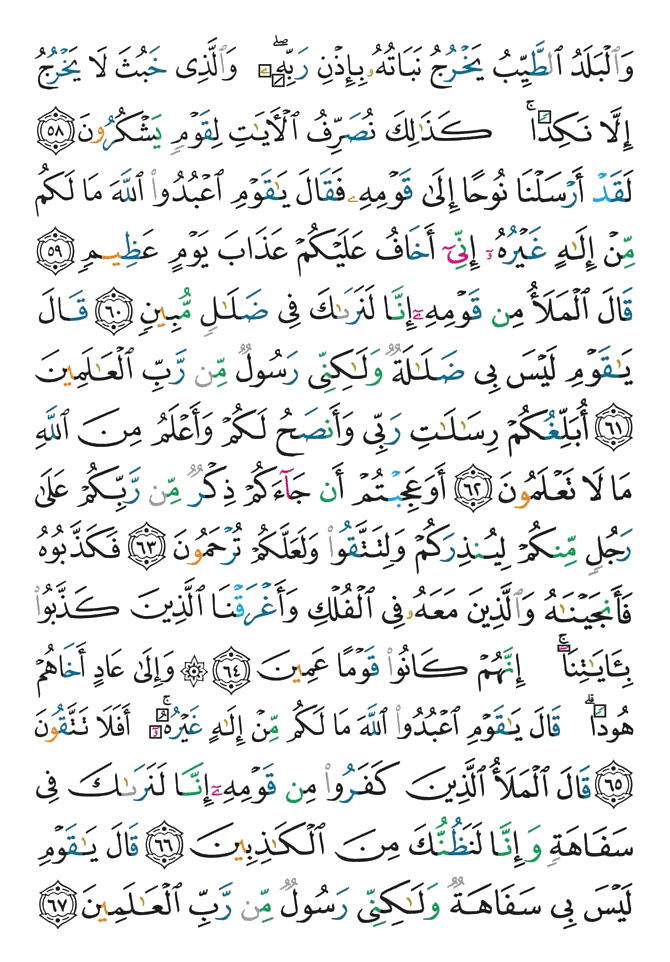 وَٱلۡبَلَدُ ٱلطَّيِّبُ يَخۡرُجُ نَبَاتُهُۥ بِإِذۡنِ رَبِّهِۦۖ وَٱلَّذِي خَبُثَ لَا يَخۡرُجُ
إِلَّا نَكِدٗاۚ كَذَٰلِكَ نُصَرِّفُ ٱلۡأٓيَٰتِ لِقَوۡمٖ يَشۡكُرُونَ ٥٨
لَقَدۡ أَرۡسَلۡنَا نُوحًا إِلَىٰ قَوۡمِهِۦ فَقَالَ يَٰقَوۡمِ ٱعۡبُدُواْ ٱللَّهَ مَا لَكُم
مِّنۡ إِلَٰهٍ غَيۡرُهُۥٓ إِنِّيٓ أَخَافُ عَلَيۡكُمۡ عَذَابَ يَوۡمٍ عَظِيمٖ ٥٩
قَالَ ٱلۡمَلَأُ مِن قَوۡمِهِۦٓ إِنَّا لَنَرَىٰكَ فِي ضَلَٰلٖ مُّبِينٖ ٦٠ قَالَ
يَٰقَوۡمِ لَيۡسَ بِي ضَلَٰلَةٞ وَلَٰكِنِّي رَسُولٞ مِّن رَّبِّ ٱلۡعَٰلَمِينَ
٦١ أُبَلِّغُكُمۡ رِسَٰلَٰتِ رَبِّي وَأَنصَحُ لَكُمۡ وَأَعۡلَمُ مِنَ ٱللَّهِ
مَا لَا تَعۡلَمُونَ ٦٢ أَوَعَجِبۡتُمۡ أَن جَآءَكُمۡ ذِكۡرٞ مِّن رَّبِّكُمۡ عَلَىٰ
رَجُلٖ مِّنكُمۡ لِيُنذِرَكُمۡ وَلِتَتَّقُواْ وَلَعَلَّكُمۡ تُرۡحَمُونَ ٦٣ فَكَذَّبُوهُ
فَأَنجَيۡنَٰهُ وَٱلَّذِينَ مَعَهُۥ فِي ٱلۡفُلۡكِ وَأَغۡرَقۡنَا ٱلَّذِينَ كَذَّبُواْ
بِـَٔايَٰتِنَآۚ إِنَّهُمۡ كَانُواْ قَوۡمًا عَمِينَ ٦٤ ۞ وَإِلَىٰ عَادٍ أَخَاهُمۡ
هُودٗاۚ قَالَ يَٰقَوۡمِ ٱعۡبُدُواْ ٱللَّهَ مَا لَكُم مِّنۡ إِلَٰهٍ غَيۡرُهُۥٓۚ أَفَلَا تَتَّقُونَ
٦٥ قَالَ ٱلۡمَلَأُ ٱلَّذِينَ كَفَرُواْ مِن قَوۡمِهِۦٓ إِنَّا لَنَرَىٰكَ فِي
سَفَاهَةٖ وَإِنَّا لَنَظُنُّكَ مِنَ ٱلۡكَٰذِبِينَ ٦٦ قَالَ يَٰقَوۡمِ
لَيۡسَ بِي سَفَاهَةٞ وَلَٰكِنِّي رَسُولٞ مِّن رَّبِّ ٱلۡعَٰلَمِينَ ٦٧